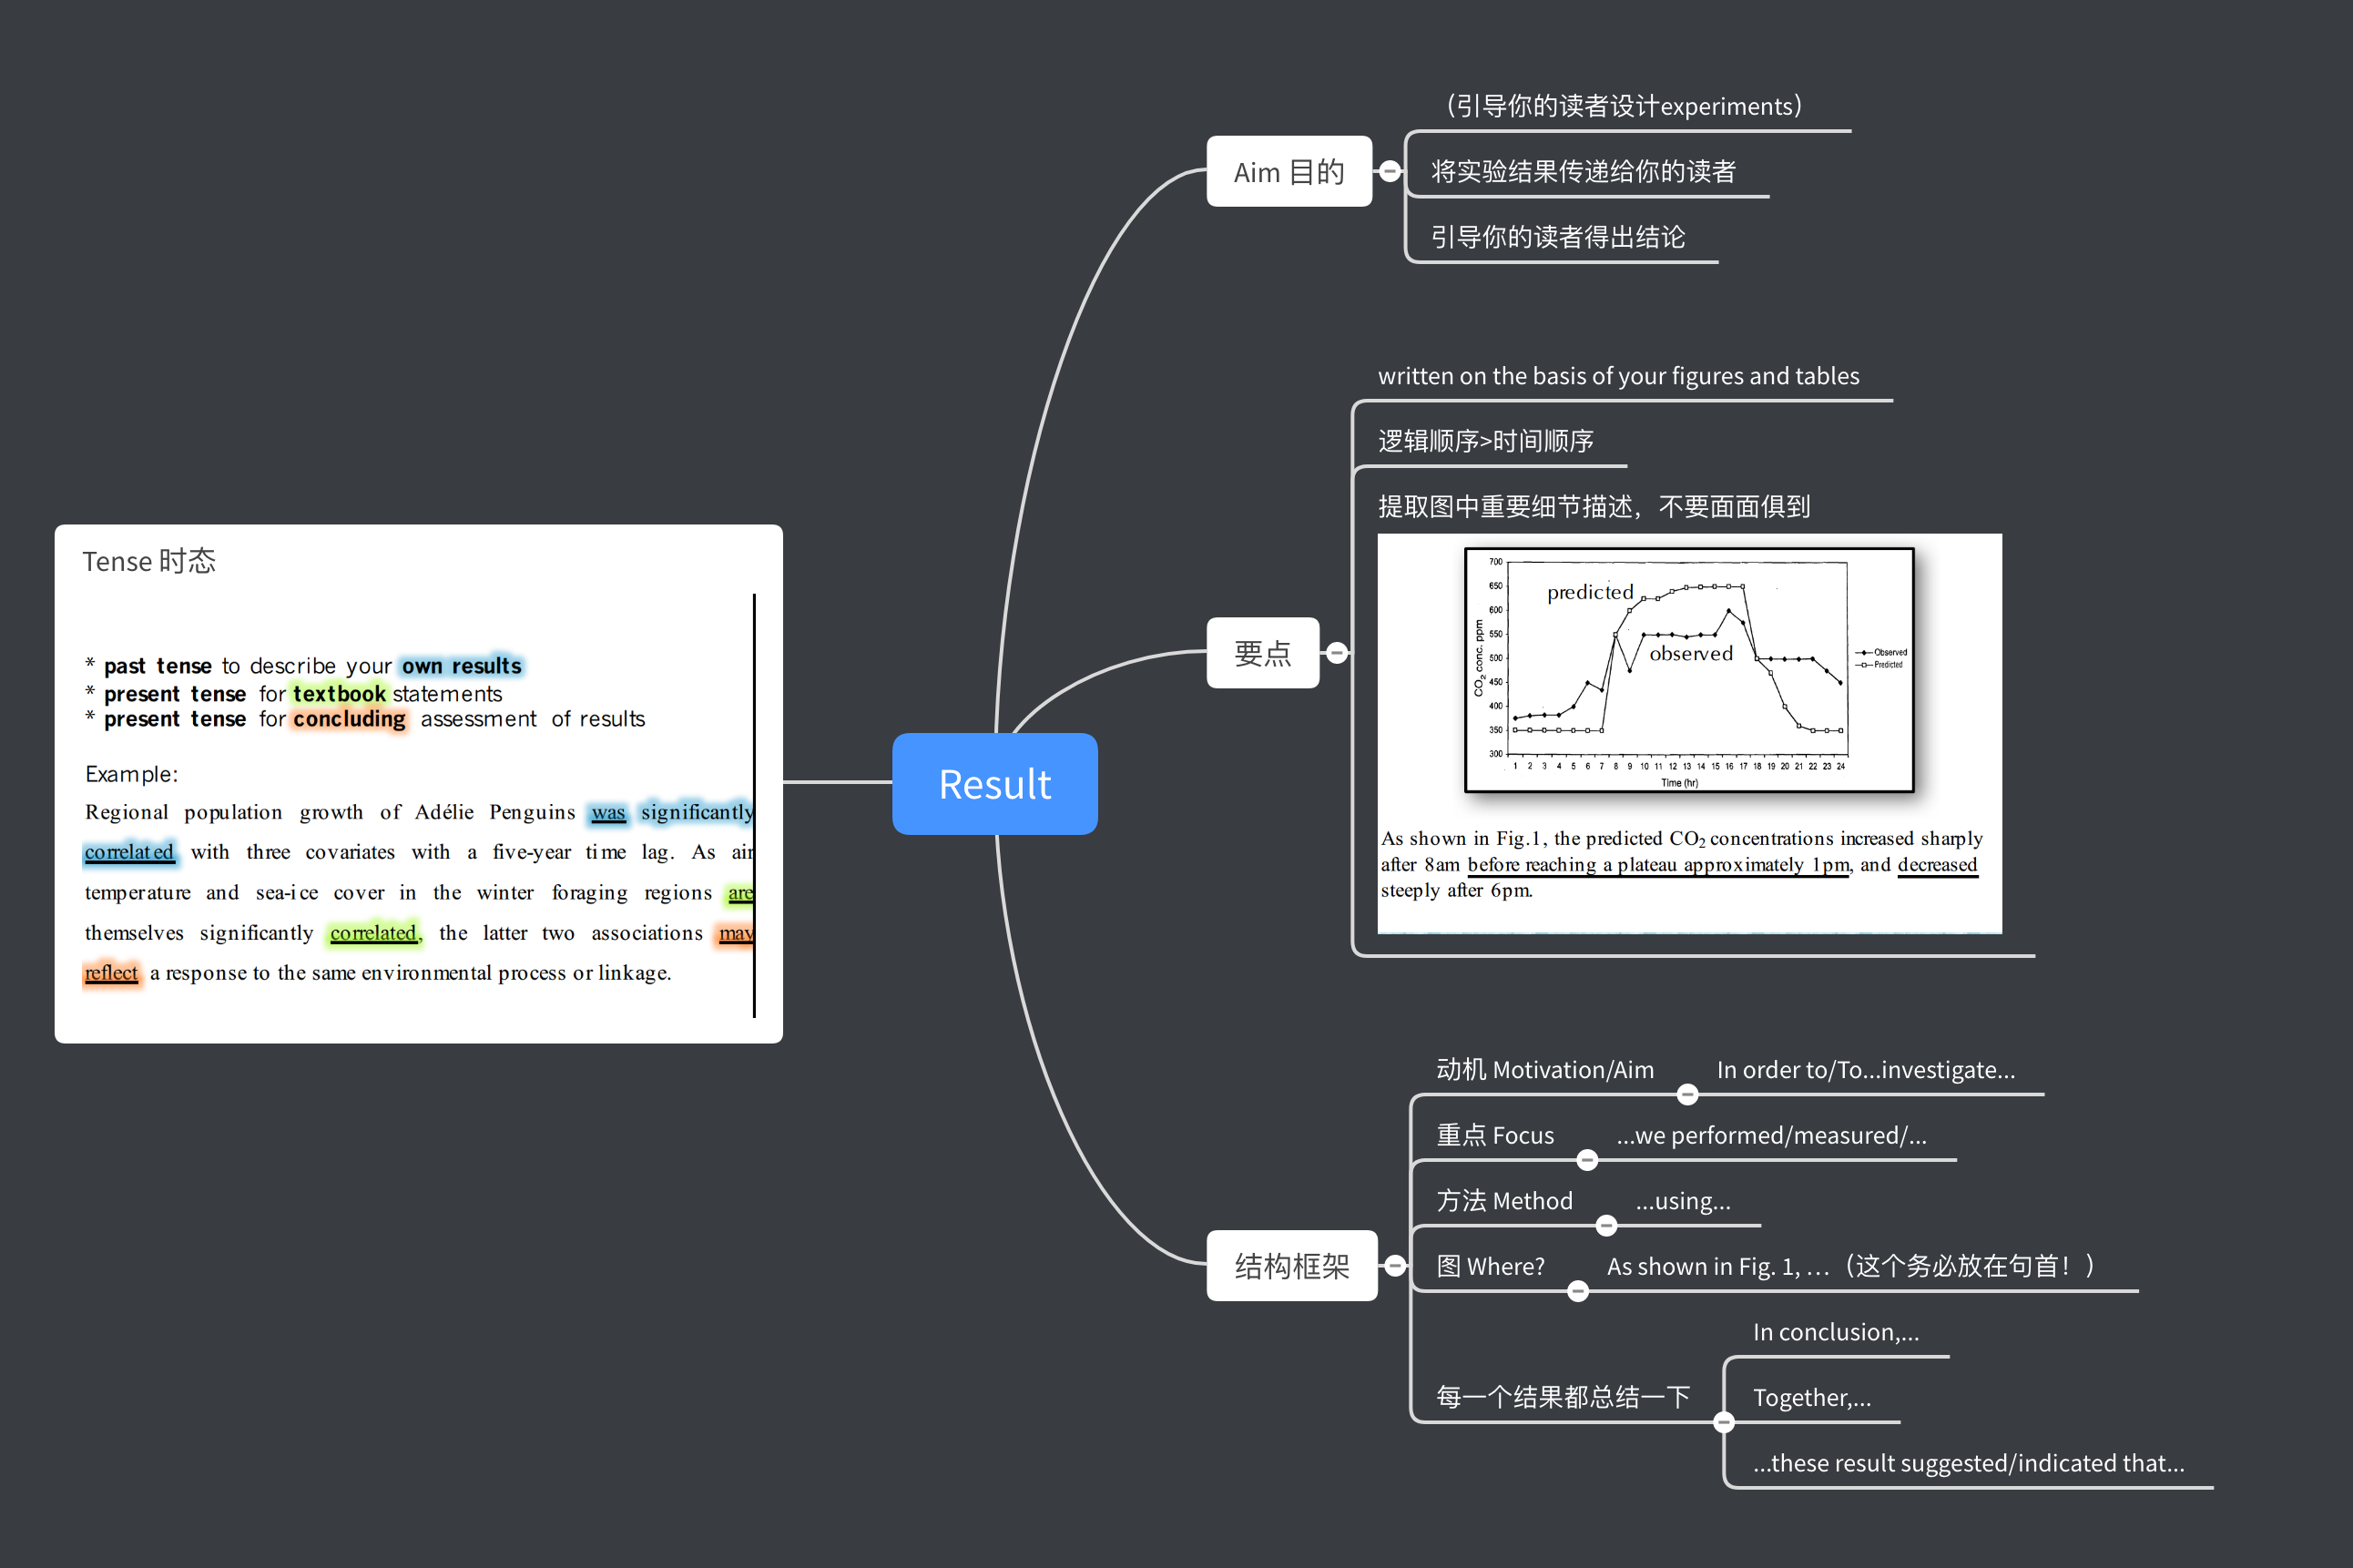 Result
Aim 目的
（引导你的读者设计experiments）
将实验结果传递给你的读者
引导你的读者得出结论
要点
written on the basis of your figures and tables
逻辑顺序>时间顺序
提取图中重要细节描述，不要面面俱到
700
650
600
550
500
450
400
350
300
CO2 conc. ppm
predicted
observed
Observed
Predicted
1 2 3 4 5 6 7 8 9 10 11 12 13 14 15 16 17 18 19 20 21 22 23 24
Time (hr)
As shown in Fig.1, the predicted CO2 concentrations increased sharply
after 8am before reaching a plateau approximately 1pm, and decreased
steeply after 6pm.
结构框架
动机 Motivation/Aim
In order to/To...investigate...
重点 Focus
...we performed/measured/...
方法 Method
...using...
图 Where?
As shown in Fig. 1, …（这个务必放在句首！）
每一个结果都总结一下
In conclusion,...
Together,...
...these result suggested/indicated that...
Tense 时态
* past tense to describe your own results
* present tense for textbook statements
* present tense for concluding assessment of results
Example:
Regional population growth of Adélie Penguins was significantly
correlated with three covariates with a five-year time lag. As air
temperature and sea-ice cover in the winter foraging regions are
themselves significantly correlated, the latter two associations may
reflect a response to the same environmental process or linkage.